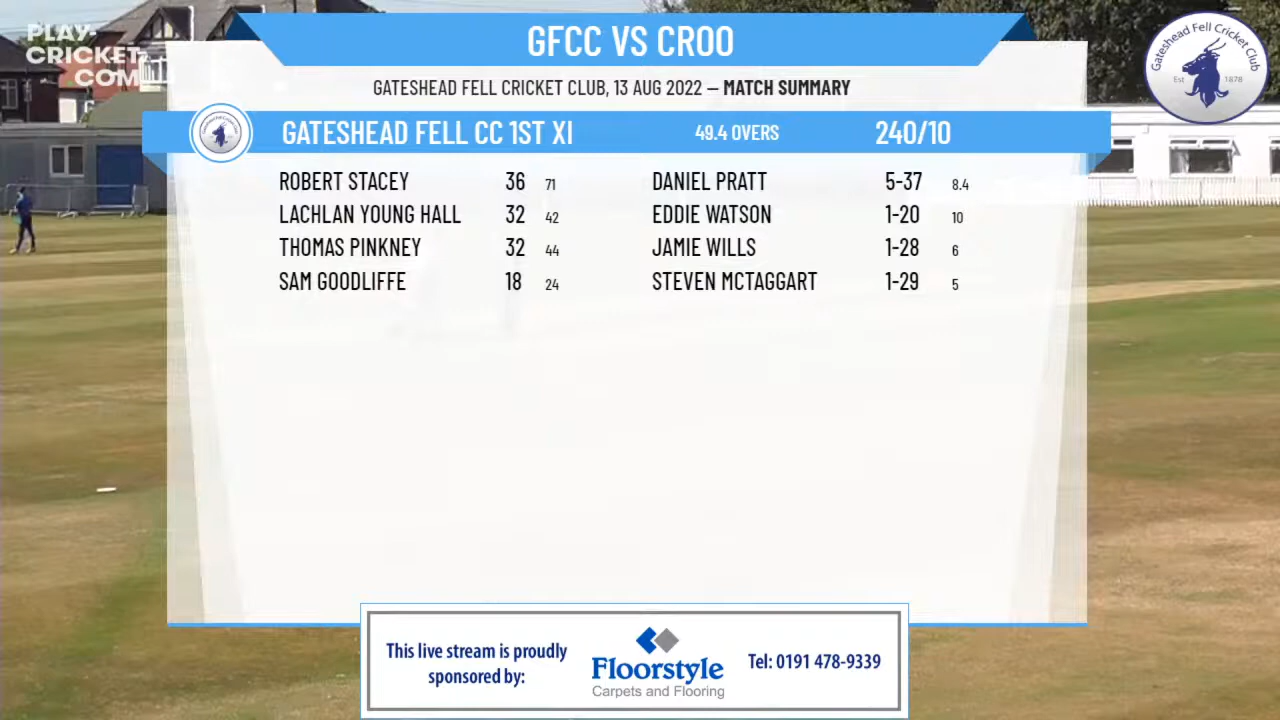 PLAY-
CRICKET
.COM
GFCC VS CROO
Gateshead Fell Cricket Club
Est 1878
GATESHEAD FELL CRICKET CLUB, 13 AUG 2022 – MATCH SUMMARY
GATESHEAD FELL CC 1ST XI 49.4 OVERS 240/10
ROBERT STACEY 36 71 DANIEL PRATT 5-37 8.4
LACHLAN YOUNG HALL 32 42 EDDIE WATSON 1-20 10
THOMAS PINKNEY 32 44 JAMIE WILLS 1-28 6
SAM GOODLIFFE 18 24 STEVEN MCTAGGART 1-29 5
This live stream is proudly
sponsored by:
Floorstyle
Carpets and Flooring
Tel: 0191 478-9339